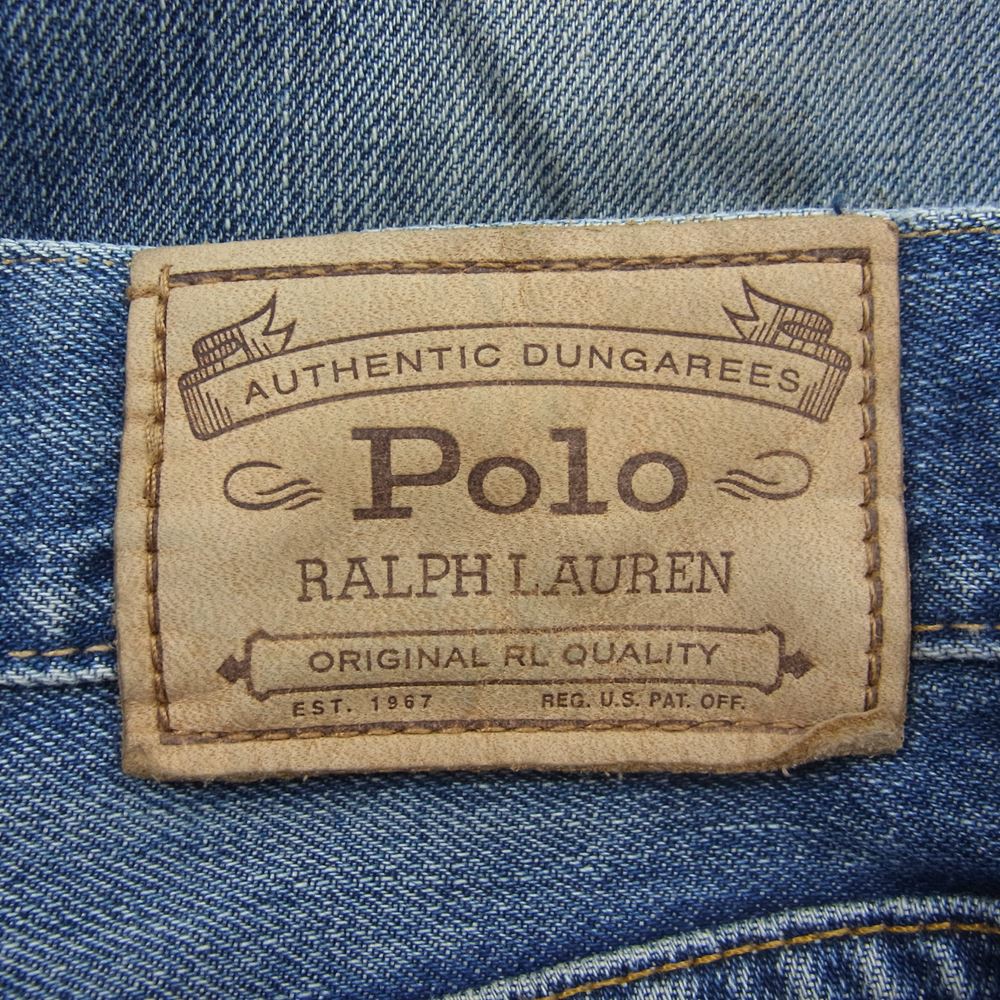 AUTHENTIC DUNGAREES
Polo
RALPH LAUREN
ORIGINAL RL QUALITY
EST. 1967 REG. U.S. PAT. OFF.